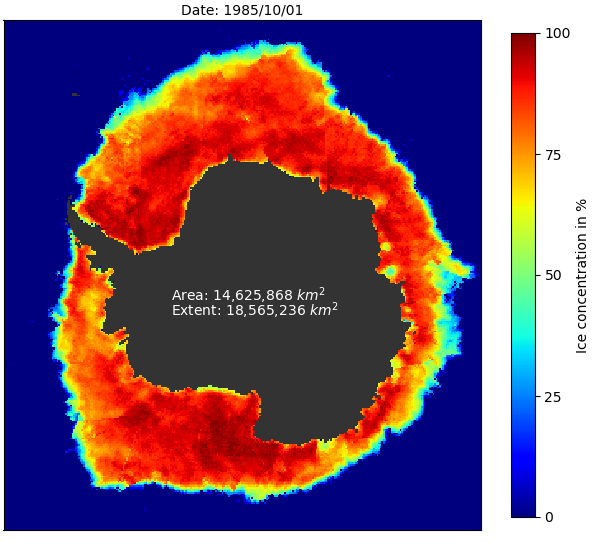 Date: 1985/10/01
Area: 14,625,868 km²
Extent: 18,565,236 km²
100
75
50
25
0
Ice concentration in %